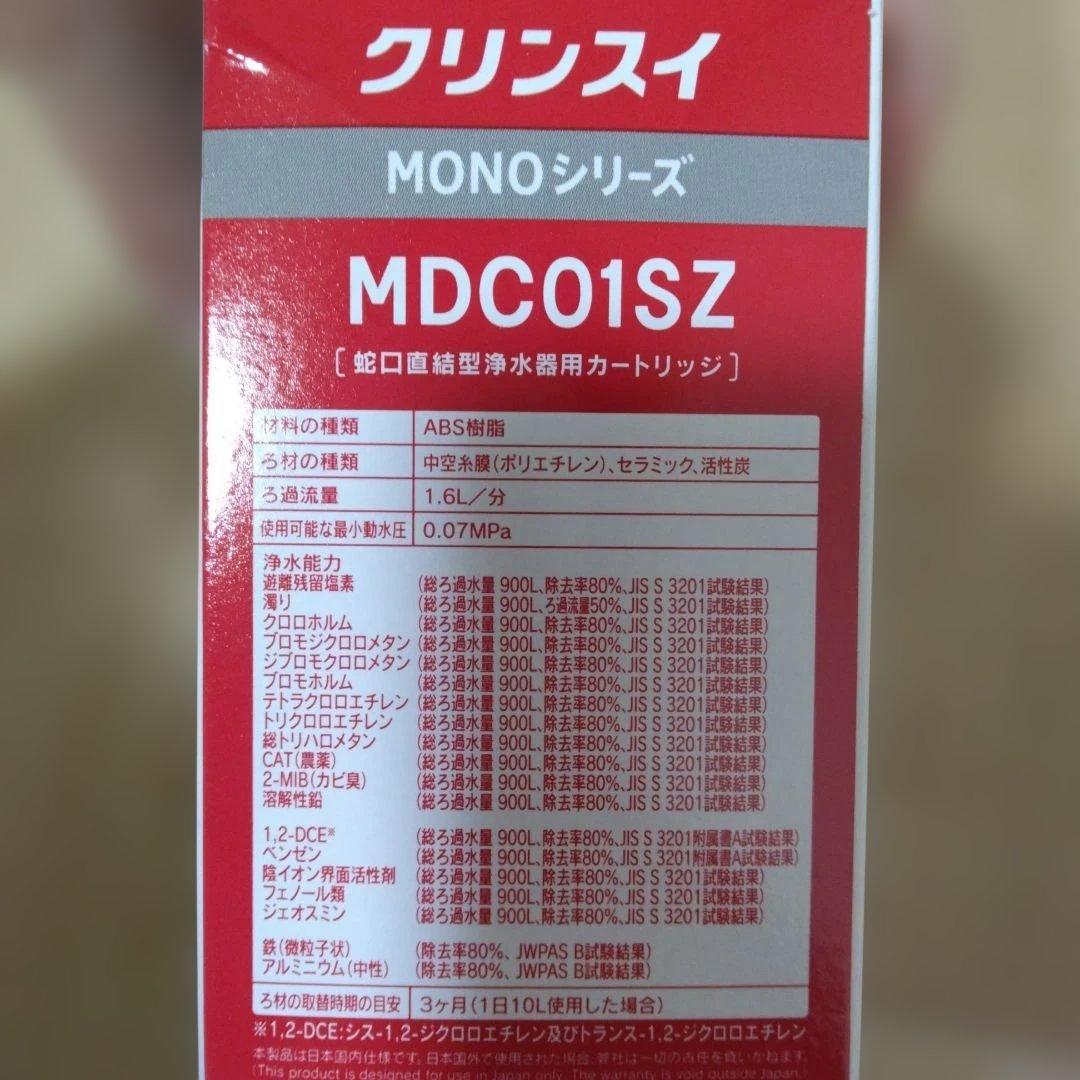 クリンスイ
MONOシリーズ
MDC01SZ
[蛇口直結型浄水器用カートリッジ]
材料の種類 ABS樹脂
ろ材の種類 中空糸膜(ポリエチレン)、セラミック、活性炭
ろ過流量 1.6L/分
使用可能な最小動水圧 0.07MPa
浄水能力
遊離残留塩素 (総ろ過水量 900L、除去率80%、JIS S 3201試験結果)
濁り (総ろ過水量 900L、ろ過流量50%、JIS S 3201試験結果)
クロロホルム (総ろ過水量 900L、除去率80%、JIS S 3201試験結果)
ブロモジクロロメタン (総ろ過水量 900L、除去率80%、JIS S 3201試験結果)
ジブロモクロロメタン (総ろ過水量 900L、除去率80%、JIS S 3201試験結果)
ブロモホルム (総ろ過水量 900L、除去率80%、JIS S 3201試験結果)
テトラクロロエチレン (総ろ過水量 900L、除去率80%、JIS S 3201試験結果)
トリクロロエチレン (総ろ過水量 900L、除去率80%、JIS S 3201試験結果)
総トリハロメタン (総ろ過水量 900L、除去率80%、JIS S 3201試験結果)
CAT(農薬) (総ろ過水量 900L、除去率80%、JIS S 3201試験結果)
2-MIB(カビ臭) (総ろ過水量 900L、除去率80%、JIS S 3201試験結果)
溶解性鉛 (総ろ過水量 900L、除去率80%、JIS S 3201試験結果)
1,2-DCE※ (総ろ過水量 900L、除去率80%、JIS S 3201附属書A試験結果)
ベンゼン (総ろ過水量 900L、除去率80%、JIS S 3201附属書A試験結果)
陰イオン界面活性剤 (総ろ過水量 900L、除去率80%、JIS S 3201試験結果)
フェノール類 (総ろ過水量 900L、除去率80%、JIS S 3201試験結果)
ジェオスミン (総ろ過水量 900L、除去率80%、JIS S 3201試験結果)
鉄(微粒子状) (除去率80%、JWPAS B試験結果)
アルミニウム(中性) (除去率80%、JWPAS B試験結果)
ろ材の取替時期の目安 3ヶ月(1日10L使用した場合)
※1,2-DCE:シス-1,2-ジクロロエチレン及びトランス-1,2-ジクロロエチレン
本製品は日本国内仕様です。日本国外で使用された場合、弊社は一切の責任を負いかねます。
(This product is designed for use in Japan only. The warranty is void outside Japan.)